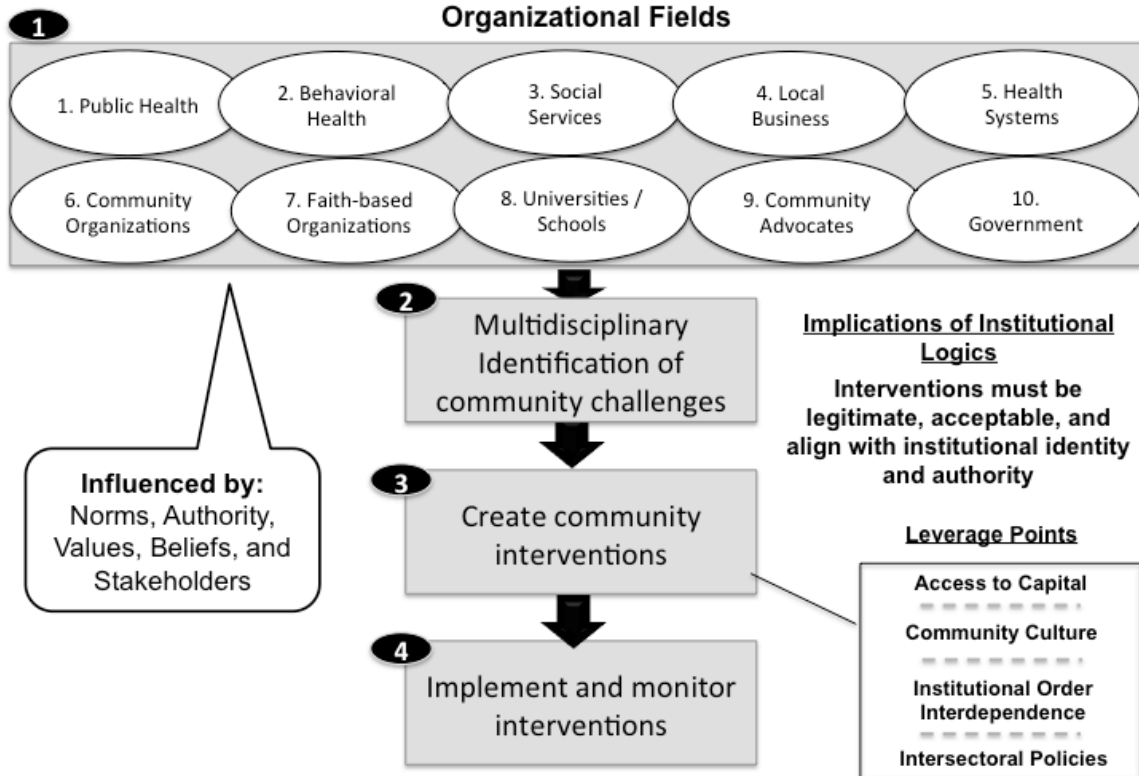 Organizational Fields
1
1. Public Health
2. Behavioral
Health
3. Social
Services
4. Local
Business
5. Health
Systems
6. Community
Organizations
7. Faith-based
Organizations
8. Universities /
Schools
9. Community
Advocates
10.
Government
2
Multidisciplinary
Identification of
community challenges
Implications of Institutional
Logics
Interventions must be
legitimate, acceptable, and
align with institutional identity
and authority
Influenced by:
Norms, Authority,
Values, Beliefs, and
Stakeholders
3
Create community
interventions
Leverage Points
Access to Capital
Community Culture
Institutional Order
Interdependence
Intersectoral Policies
4
Implement and monitor
interventions